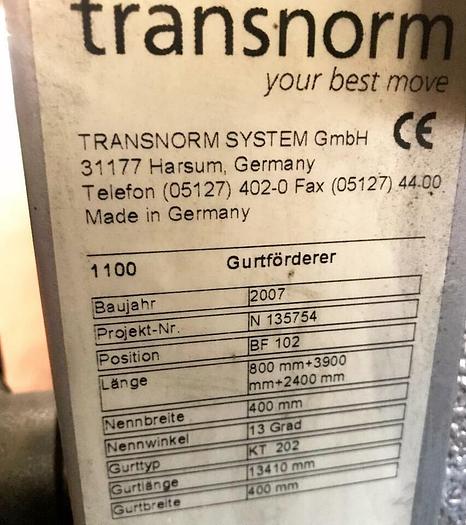 transnorm
your best move
TRANSNORM SYSTEM GmbH CE
31177 Harsum, Germany
Telefon (05127) 402-0 Fax (05127) 44-00
Made in Germany
1100 Gurtförderer
Baujahr 2007
Projekt-Nr. N 135754
Position BF 102
Länge 800 mm+3900
mm+2400 mm
Nennbreite 400 mm
Nennwinkel 13 Grad
Gurttyp KT 202
Gurtlänge 13410 mm
Gurtbreite 400 mm